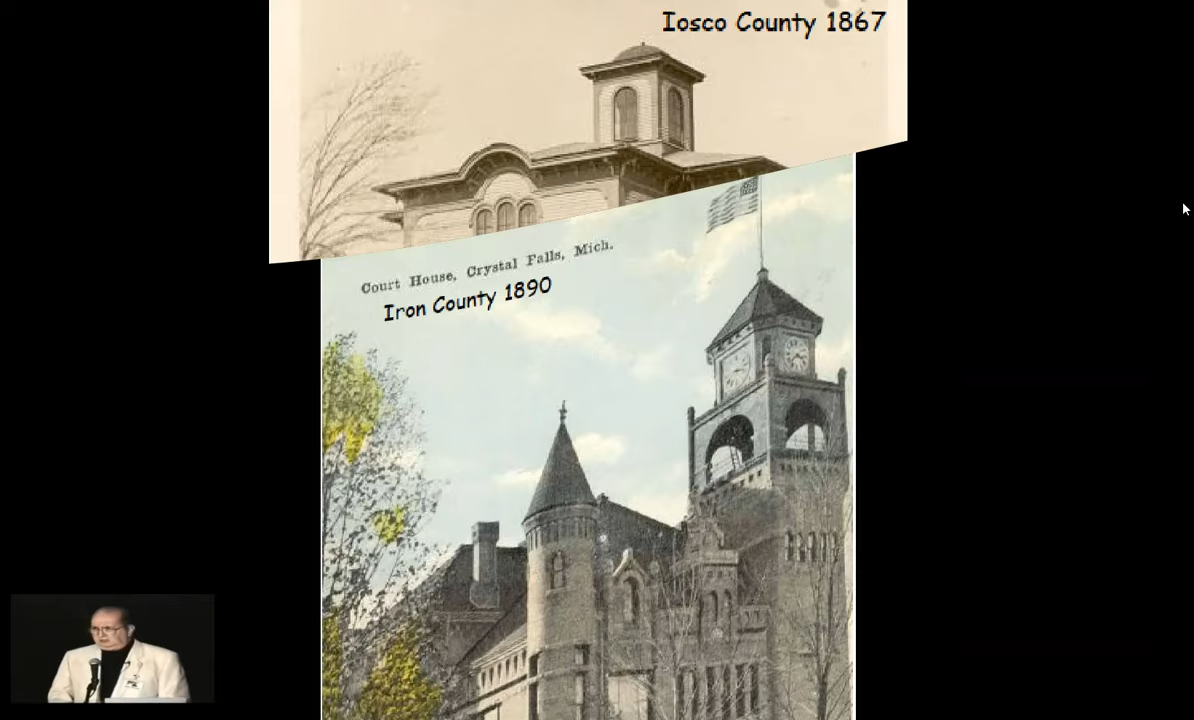 Iosco County 1867
Court House, Crystal Falls, Mich.
Iron County 1890